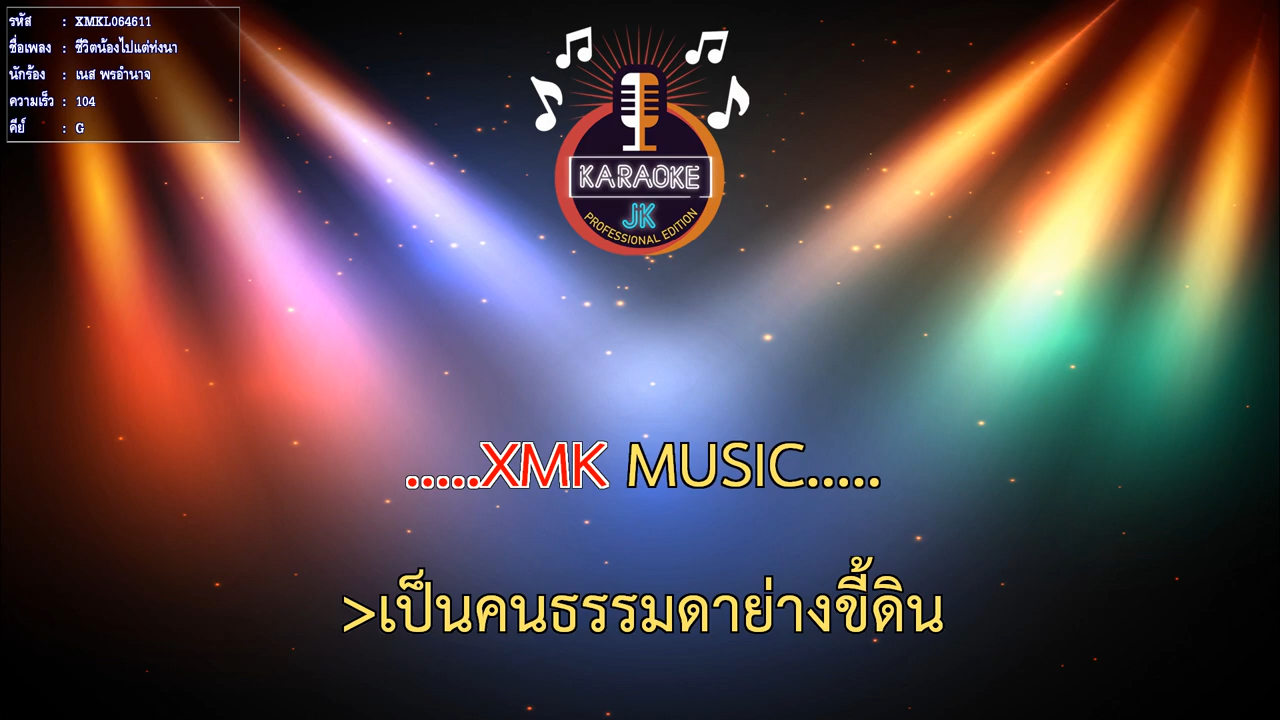 รหัส : XMKL064611
ชื่อเพลง : ชีวิตน้องไปแต่ท่งนา
นักร้อง : เนส พรอำนาจ
ความเร็ว : 104
คีย์ : G
KARAOKE
JK
PROFESSIONAL EDITION
.....XMK MUSIC.....
>เป็นคนธรรมดาย่างขี้ดิน